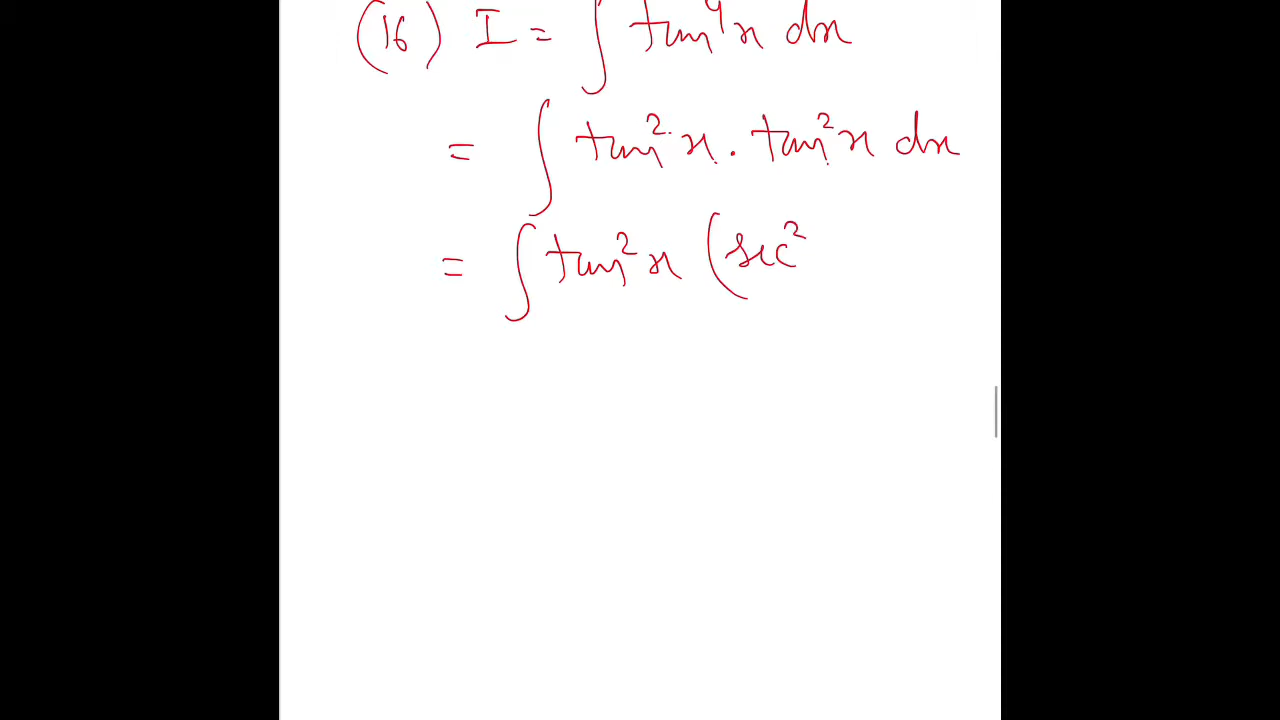 (16) I = ∫ tan⁴x dx
= ∫ tan²x . tan²x dx
= ∫ tan²x (sec²